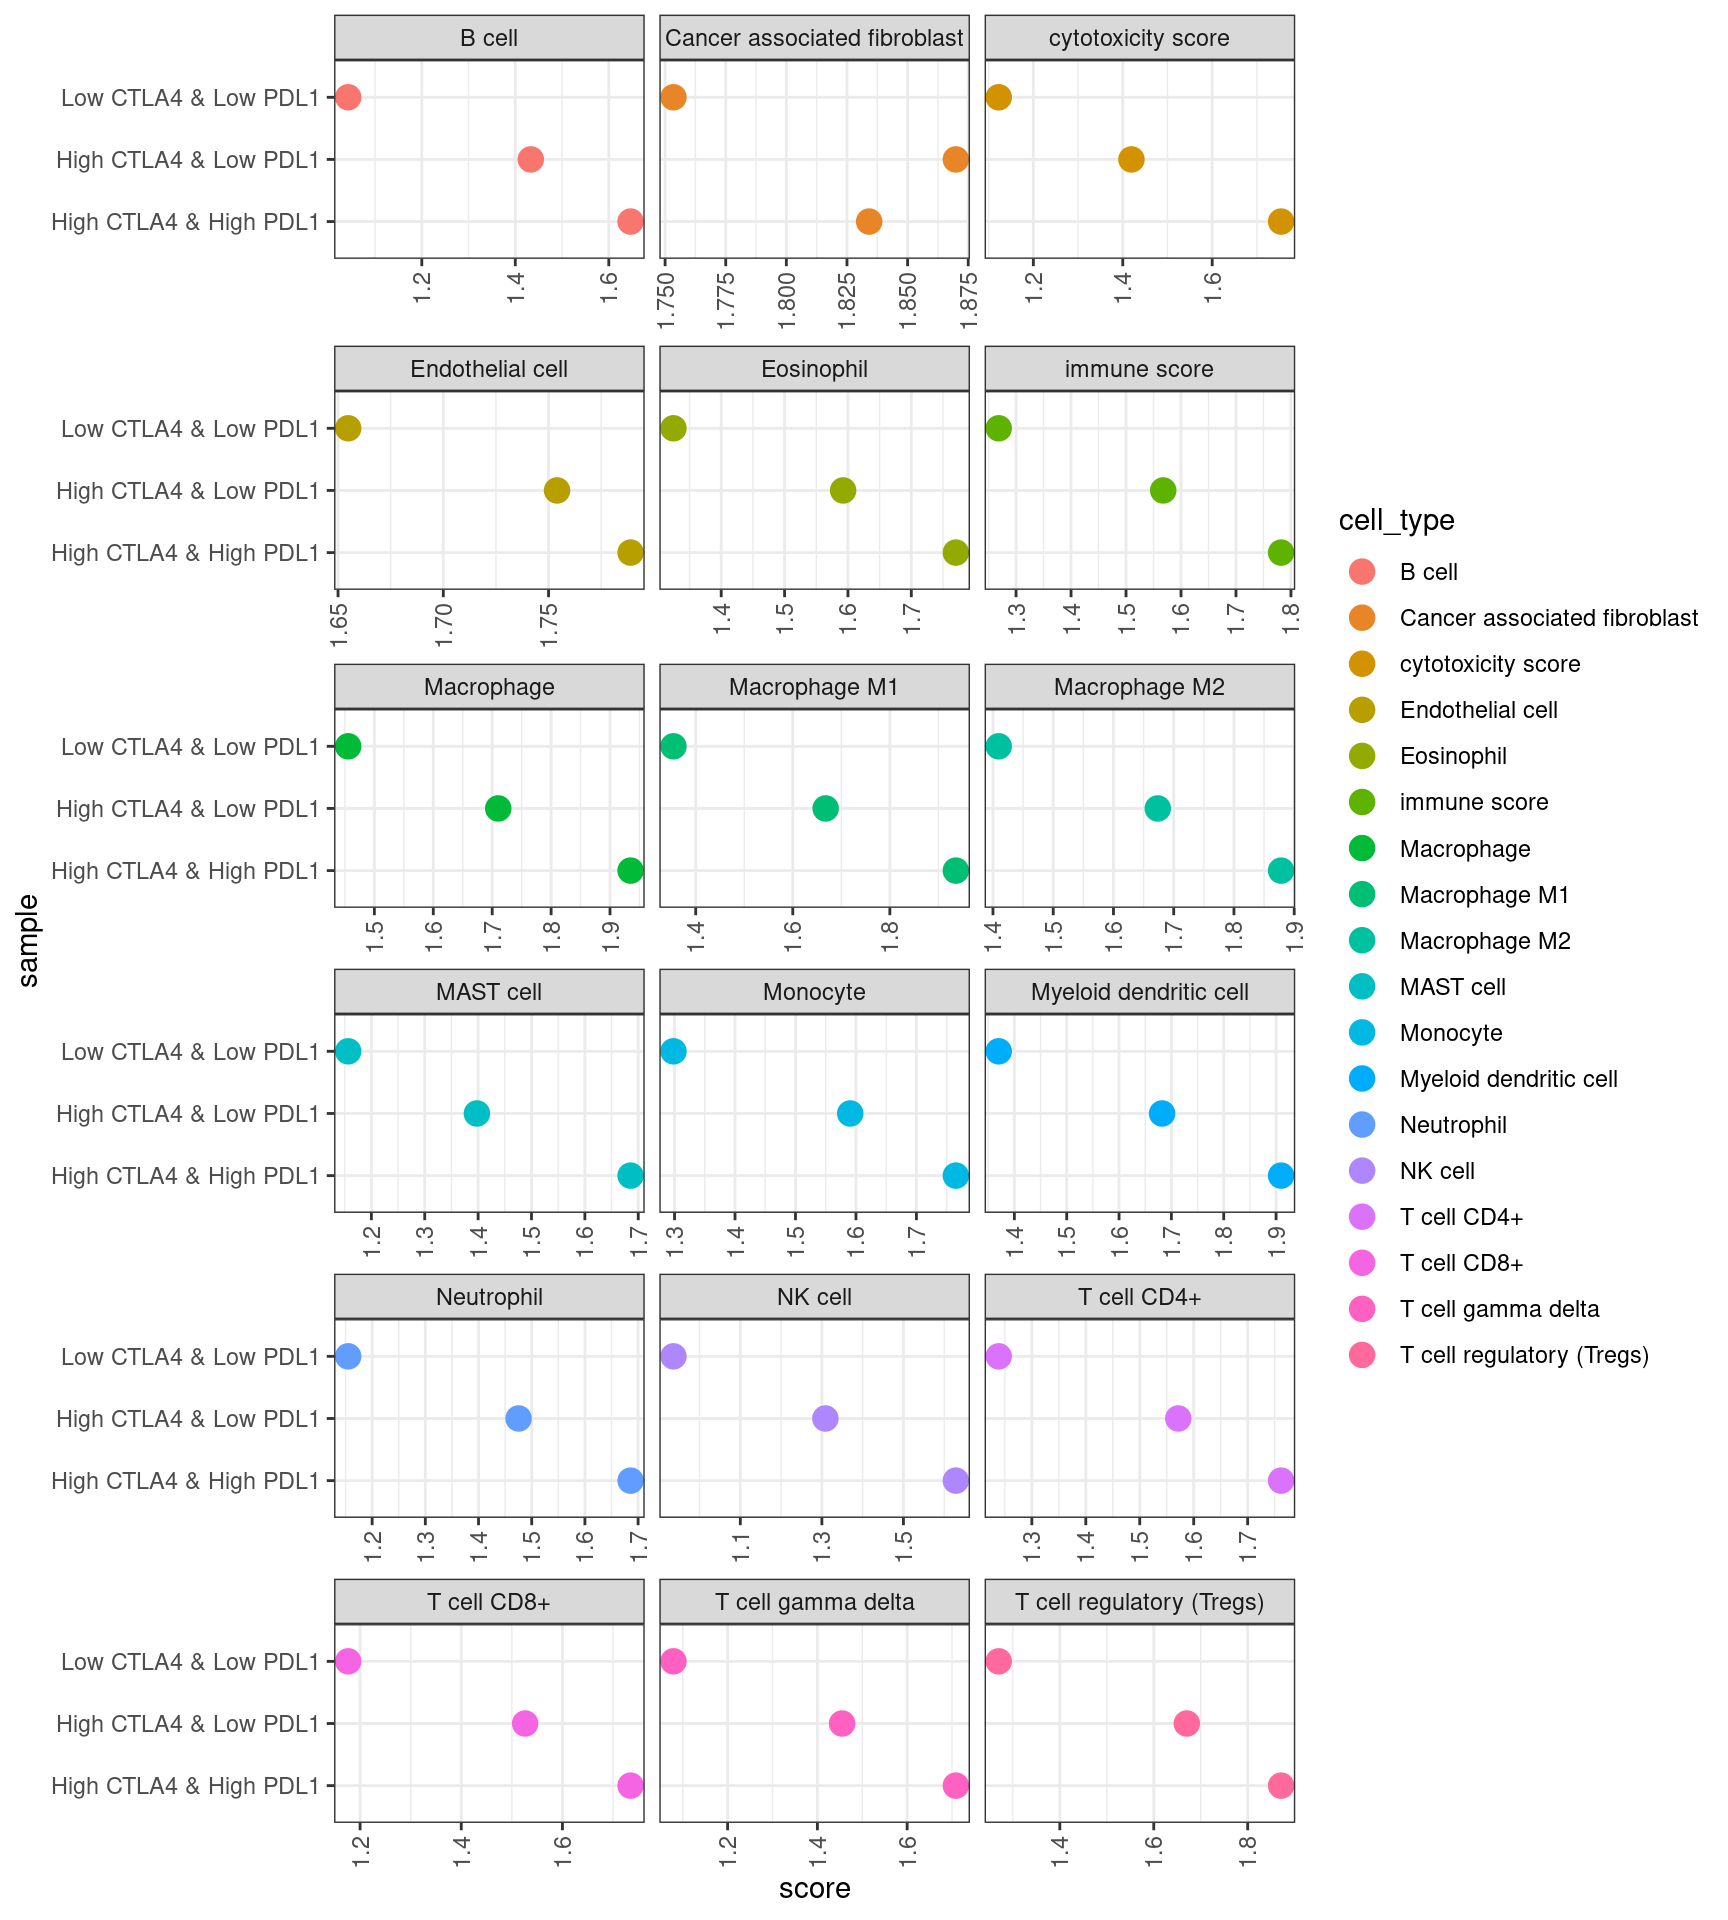 B cell Cancer associated fibroblast cytotoxicity score
Low CTLA4 & Low PDL1
High CTLA4 & Low PDL1
High CTLA4 & High PDL1
1.2 1.4 1.6 1.750 1.775 1.800 1.825 1.850 1.875 1.2 1.4 1.6
Endothelial cell Eosinophil immune score
Low CTLA4 & Low PDL1
High CTLA4 & Low PDL1
High CTLA4 & High PDL1
1.65 1.70 1.75 1.4 1.5 1.6 1.7 1.3 1.4 1.5 1.6 1.7 1.8
Macrophage Macrophage M1 Macrophage M2
Low CTLA4 & Low PDL1
High CTLA4 & Low PDL1
High CTLA4 & High PDL1
1.5 1.6 1.7 1.8 1.9 1.4 1.6 1.8 1.4 1.5 1.6 1.7 1.8 1.9
MAST cell Monocyte Myeloid dendritic cell
Low CTLA4 & Low PDL1
High CTLA4 & Low PDL1
High CTLA4 & High PDL1
1.2 1.3 1.4 1.5 1.6 1.7 1.3 1.4 1.5 1.6 1.7 1.4 1.5 1.6 1.7 1.8 1.9
Neutrophil NK cell T cell CD4+
Low CTLA4 & Low PDL1
High CTLA4 & Low PDL1
High CTLA4 & High PDL1
1.2 1.3 1.4 1.5 1.6 1.7 1.1 1.3 1.5 1.3 1.4 1.5 1.6 1.7
T cell CD8+ T cell gamma delta T cell regulatory (Tregs)
Low CTLA4 & Low PDL1
High CTLA4 & Low PDL1
High CTLA4 & High PDL1
1.2 1.4 1.6 1.2 1.4 1.6 1.4 1.6 1.8
score
sample
cell_type
B cell
Cancer associated fibroblast
cytotoxicity score
Endothelial cell
Eosinophil
immune score
Macrophage
Macrophage M1
Macrophage M2
MAST cell
Monocyte
Myeloid dendritic cell
Neutrophil
NK cell
T cell CD4+
T cell CD8+
T cell gamma delta
T cell regulatory (Tregs)